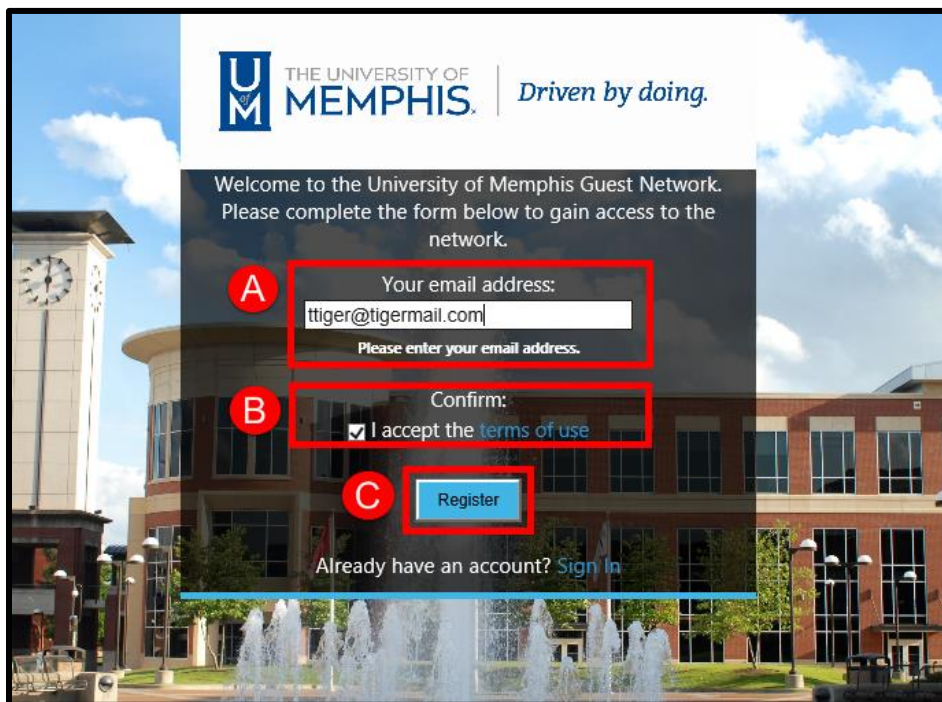 U
of
M
THE UNIVERSITY OF
MEMPHIS.
Driven by doing.
Welcome to the University of Memphis Guest Network.
Please complete the form below to gain access to the
network.
A
Your email address:
ttiger@tigermail.com
Please enter your email address.
B
Confirm:
I accept the terms of use
C
Register
Already have an account? Sign In